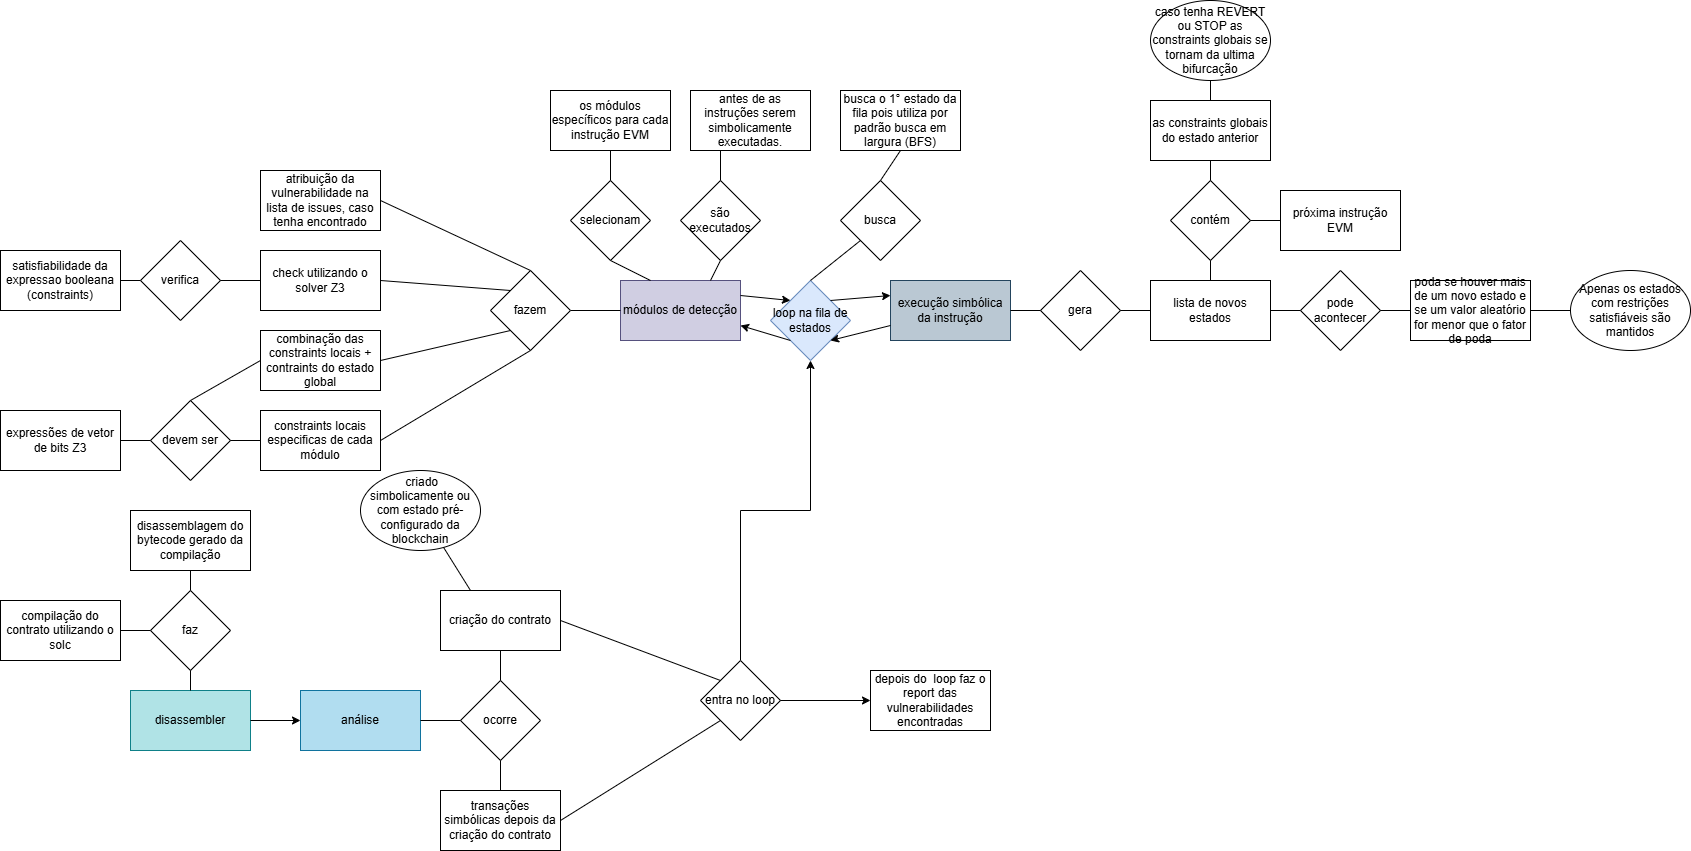 caso tenha REVERT
ou STOP as
constraints globais se
tornam da ultima
bifurcação
os módulos
específicos para cada
instrução EVM
antes de as
instruções serem
simbolicamente
executadas.
busca o 1° estado da
fila pois utiliza por
padrão busca em
largura (BFS)
as constraints globais
do estado anterior
atribuição da
vulnerabilidade na
lista de issues, caso
tenha encontrado
selecionam
são
executados
busca
contém
próxima instrução
EVM
satisfiabilidade da
expressao booleana
(constraints)
verifica
check utilizando o
solver Z3
fazem
módulos de detecção
loop na fila de
estados
execução simbólica
da instrução
gera
lista de novos
estados
pode
acontecer
poda se houver mais
de um novo estado e
se um valor aleatório
for menor que o fator
de poda
Apenas os estados
com restrições
satisfiáveis são
mantidos
combinação das
constraints locais +
contraints do estado
global
expressões de vetor
de bits Z3
devem ser
constraints locais
especificas de cada
módulo
criado
simbolicamente ou
com estado pré-
configurado da
blockchain
disassemblagem do
bytecode gerado da
compilação
compilação do
contrato utilizando o
solc
faz
criação do contrato
disassembler
análise
ocorre
entra no loop
depois do loop faz o
report das
vulnerabilidades
encontradas
transações
simbólicas depois da
criação do contrato